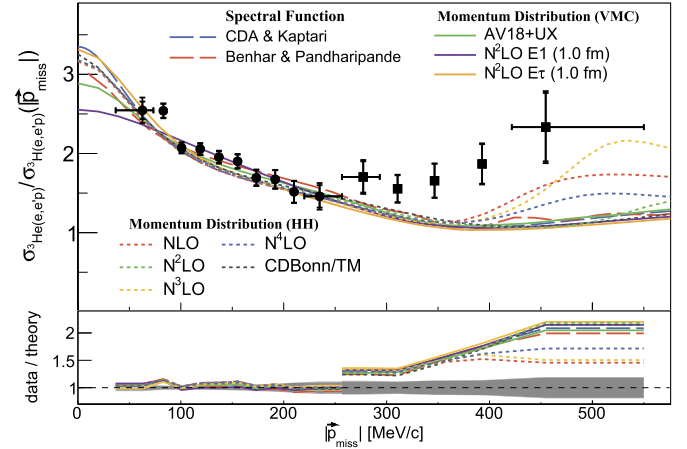 Spectral Function
CDA & Kaptari
Benhar & Pandharipande
Momentum Distribution (VMC)
AV18+UX
N²LO E1 (1.0 fm)
N²LO Eτ (1.0 fm)
σ³He(e,e'p)/σ³H(e,e'p)(|p⃗miss|)
3
2
1
Momentum Distribution (HH)
NLO
N²LO
N³LO
N⁴LO
CDBonn/TM
data / theory
2
1.5
1
0 100 200 300 400 500
|p⃗miss| [MeV/c]